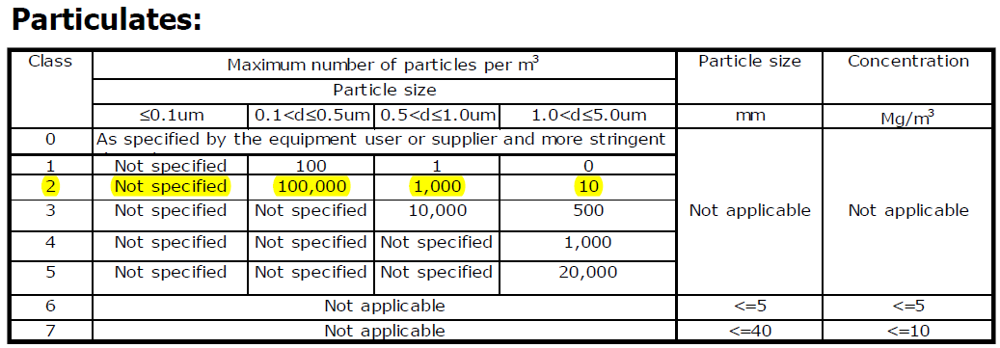 Particulates:
Class Maximum number of particles per m³ Particle size Concentration
Particle size
≤0.1um 0.1<d≤0.5um 0.5<d≤1.0um 1.0<d≤5.0um mm Mg/m³
0 As specified by the equipment user or supplier and more stringent
1 Not specified 100 1 0
2 Not specified 100,000 1,000 10
3 Not specified Not specified 10,000 500 Not applicable Not applicable
4 Not specified Not specified Not specified 1,000
5 Not specified Not specified Not specified 20,000
6 Not applicable <=5 <=5
7 Not applicable <=40 <=10